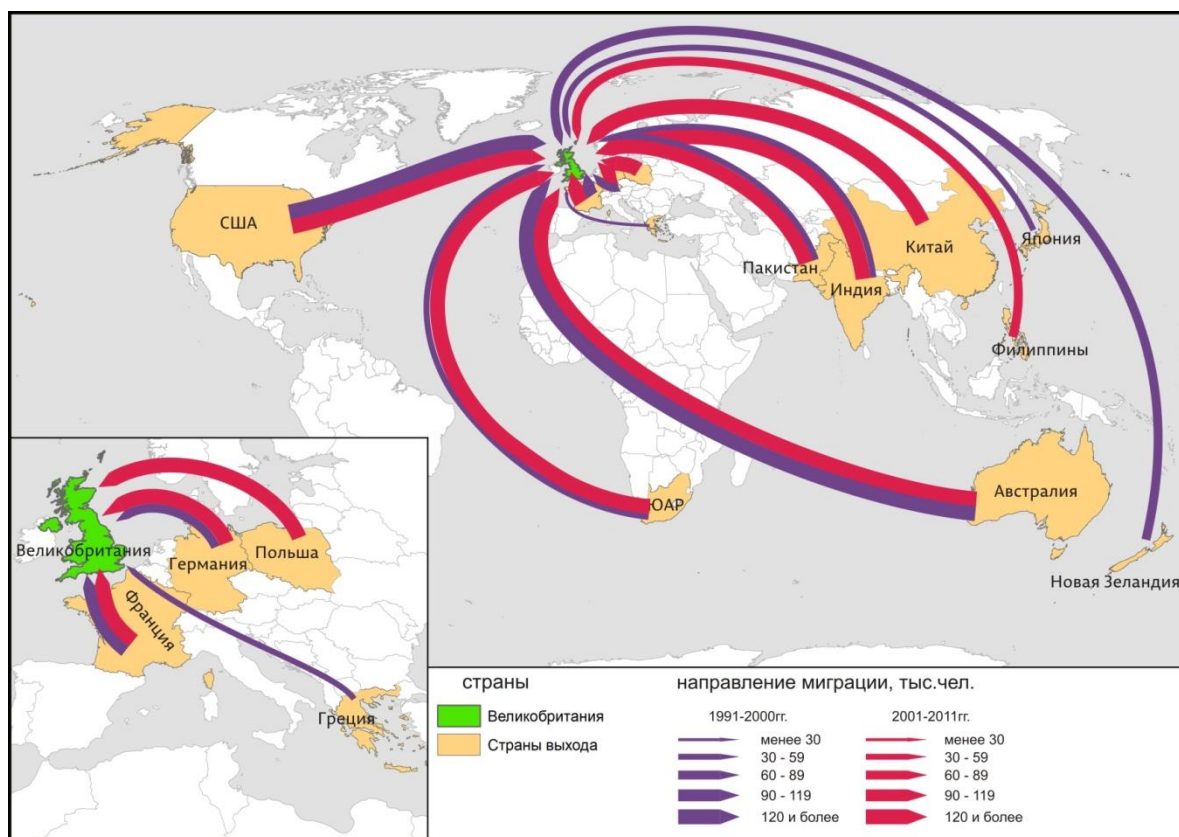 США
Китай
Япония
Пакистан
Индия
Филиппины
ЮАР
Австралия
Новая Зеландия
Великобритания
Германия
Польша
Франция
Греция
страны
Великобритания
Страны выхода
направление миграции, тыс.чел.
1991-2000гг.
2001-2011гг.
менее 30
менее 30
30 - 59
30 - 59
60 - 89
60 - 89
90 - 119
90 - 119
120 и более
120 и более